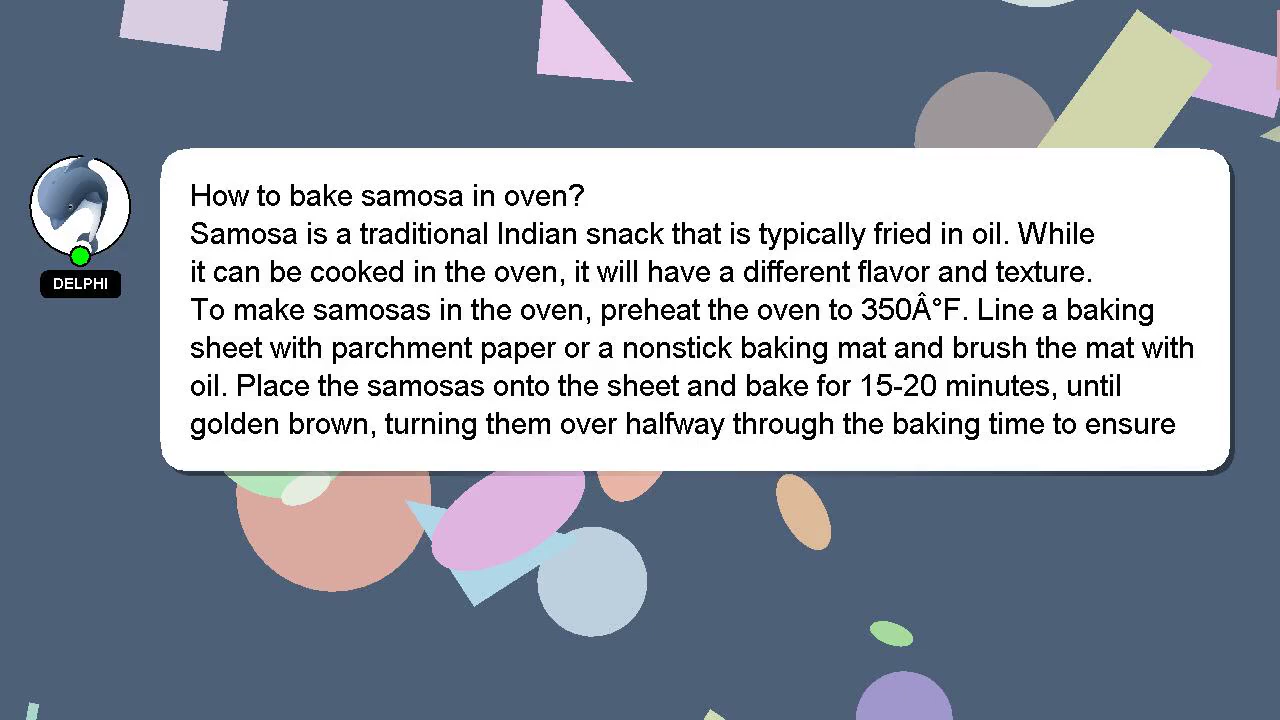 How to bake samosa in oven?
Samosa is a traditional Indian snack that is typically fried in oil. While
it can be cooked in the oven, it will have a different flavor and texture.
To make samosas in the oven, preheat the oven to 350Â°F. Line a baking
sheet with parchment paper or a nonstick baking mat and brush the mat with
oil. Place the samosas onto the sheet and bake for 15-20 minutes, until
golden brown, turning them over halfway through the baking time to ensure
DELPHI